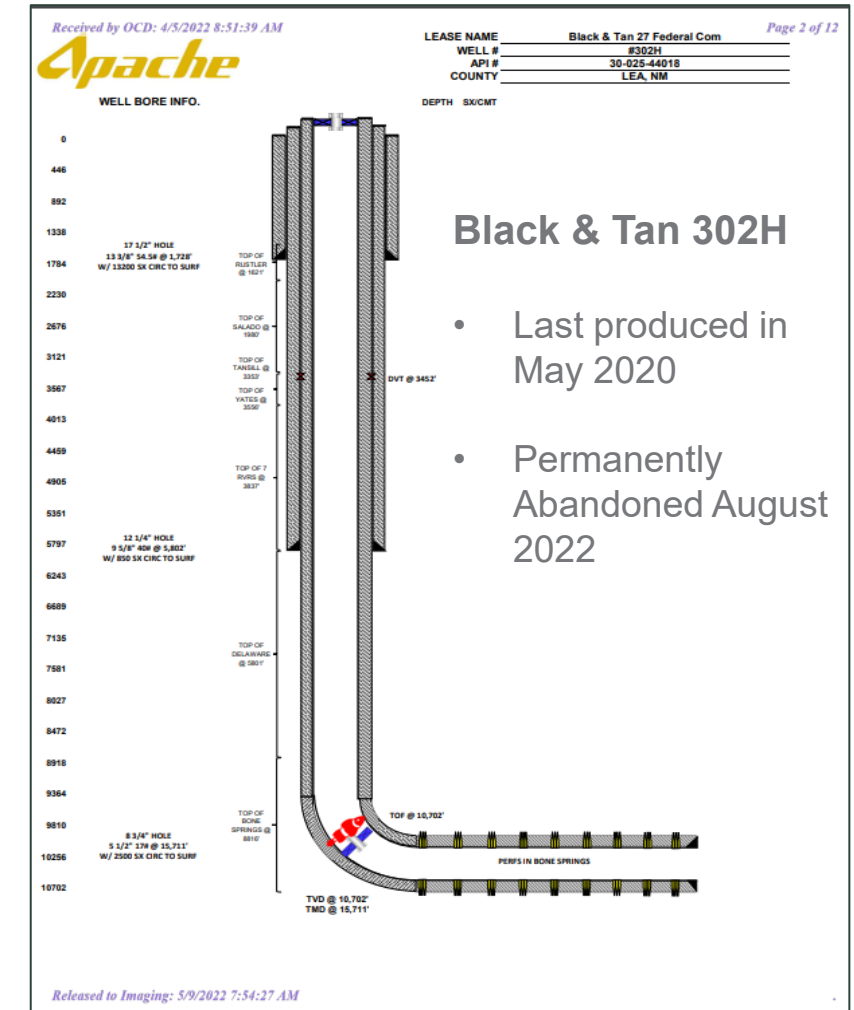 Received by OCD: 4/5/2022 8:51:39 AM
Page 2 of 12
Apache
LEASE NAME Black & Tan 27 Federal Com
WELL # #302H
API # 30-025-44018
COUNTY LEA, NM
WELL BORE INFO.
DEPTH SX/CMT
0
446
892
1338
1784
2230
2676
3121
3567
4013
4459
4905
5351
5797
6243
6689
7135
7581
8027
8472
8918
9364
9810
10256
10702
17 1/2" HOLE
13 3/8" 54.5# @ 1,728'
W/ 13200 SX CIRC TO SURF
TOP OF
RUSTLER
@ 1621'
TOP OF
SALADO @
1980'
TOP OF
TANSILL @
3353'
TOP OF
YATES @
3550'
DVT @ 3452'
TOP OF 7
RVRS @
3837'
12 1/4" HOLE
9 5/8" 40# @ 5,802'
W/ 850 SX CIRC TO SURF
TOP OF
DELAWARE
@ 5801'
TOP OF
BONE
SPRINGS @
8816'
8 3/4" HOLE
5 1/2" 17# @ 15,711'
W/ 2500 SX CIRC TO SURF
TOF @ 10,702'
PERFS IN BONE SPRINGS
TVD @ 10,702'
TMD @ 15,711'
Black & Tan 302H
• Last produced in
May 2020
• Permanently
Abandoned August
2022
Released to Imaging: 5/9/2022 7:54:27 AM